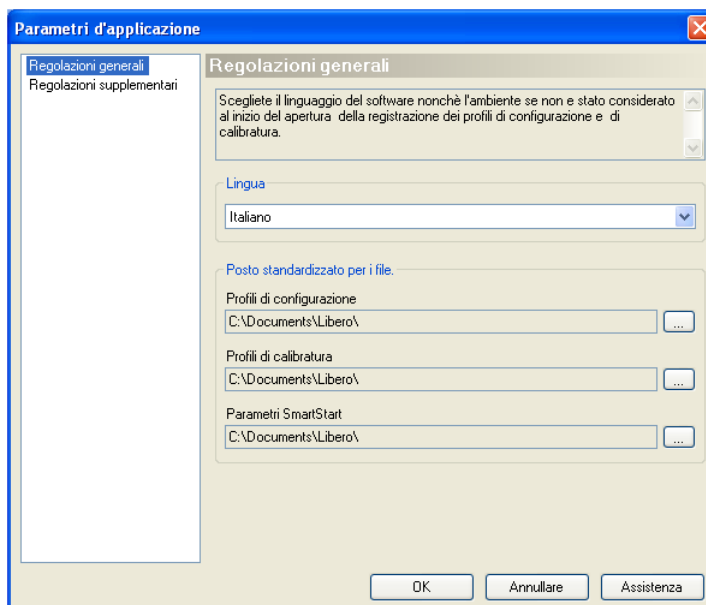 Parametri d'applicazione
Regolazioni generali
Regolazioni supplementari
Regolazioni generali
Scegliete il linguaggio del software nonchè l'ambiente se non e stato considerato
al inizio del apertura della registrazione dei profili di configurazione e di
calibratura.
Lingua
Italiano
Posto standardizzato per i file.
Profili di configurazione
C:\Documents\Libero\
...
Profili di calibratura
C:\Documents\Libero\
...
Parametri SmartStart
C:\Documents\Libero\
...
OK
Annullare
Assistenza